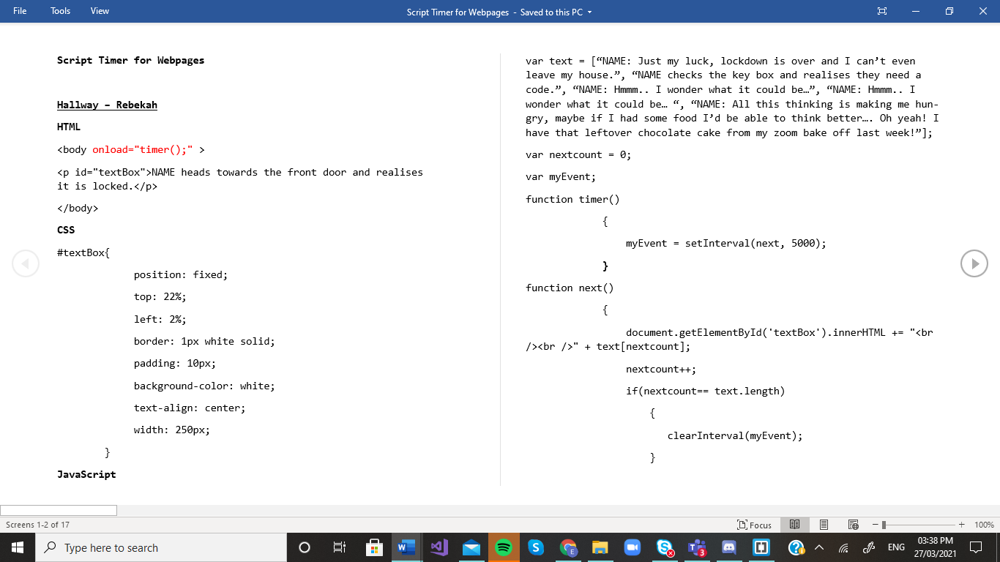 File Tools View Script Timer for Webpages - Saved to this PC
Script Timer for Webpages
Hallway – Rebekah
HTML
<body onload="timer();" >
<p id="textBox">NAME heads towards the front door and realises
it is locked.</p>
</body>
CSS
#textBox{
position: fixed;
top: 22%;
left: 2%;
border: 1px white solid;
padding: 10px;
background-color: white;
text-align: center;
width: 250px;
}
JavaScript
var text = [“NAME: Just my luck, lockdown is over and I can’t even
leave my house.”, “NAME checks the key box and realises they need a
code.”, “NAME: Hmmm.. I wonder what it could be…”, “NAME: Hmmm.. I
wonder what it could be… “, “NAME: All this thinking is making me hun-
gry, maybe if I had some food I’d be able to think better…. Oh yeah! I
have that leftover chocolate cake from my zoom bake off last week!”];
var nextcount = 0;
var myEvent;
function timer()
{
myEvent = setInterval(next, 5000);
}
function next()
{
document.getElementById('textBox').innerHTML += "<br
/><br />" + text[nextcount];
nextcount++;
if(nextcount== text.length)
{
clearInterval(myEvent);
}
Screens 1-2 of 17 Focus 100%
Type here to search ENG 03:38 PM
27/03/2021